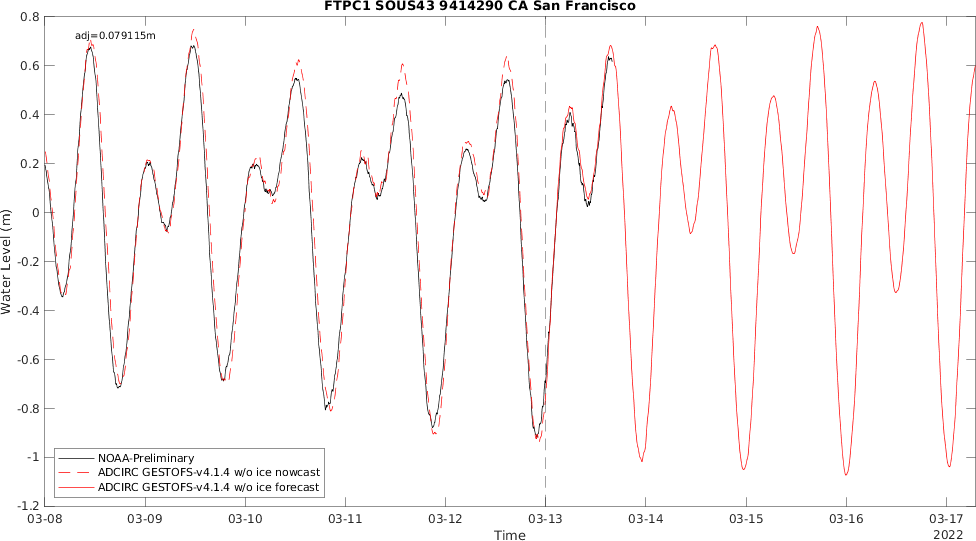 FTPC1 SOUS43 9414290 CA San Francisco
adj=0.079115m
0.8
0.6
0.4
0.2
0
-0.2
-0.4
-0.6
-0.8
-1
-1.2
Water Level (m)
NOAA-Preliminary
ADCIRC GESTOFS-v4.1.4 w/o ice nowcast
ADCIRC GESTOFS-v4.1.4 w/o ice forecast
03-08 03-09 03-10 03-11 03-12 03-13 03-14 03-15 03-16 03-17
Time
2022